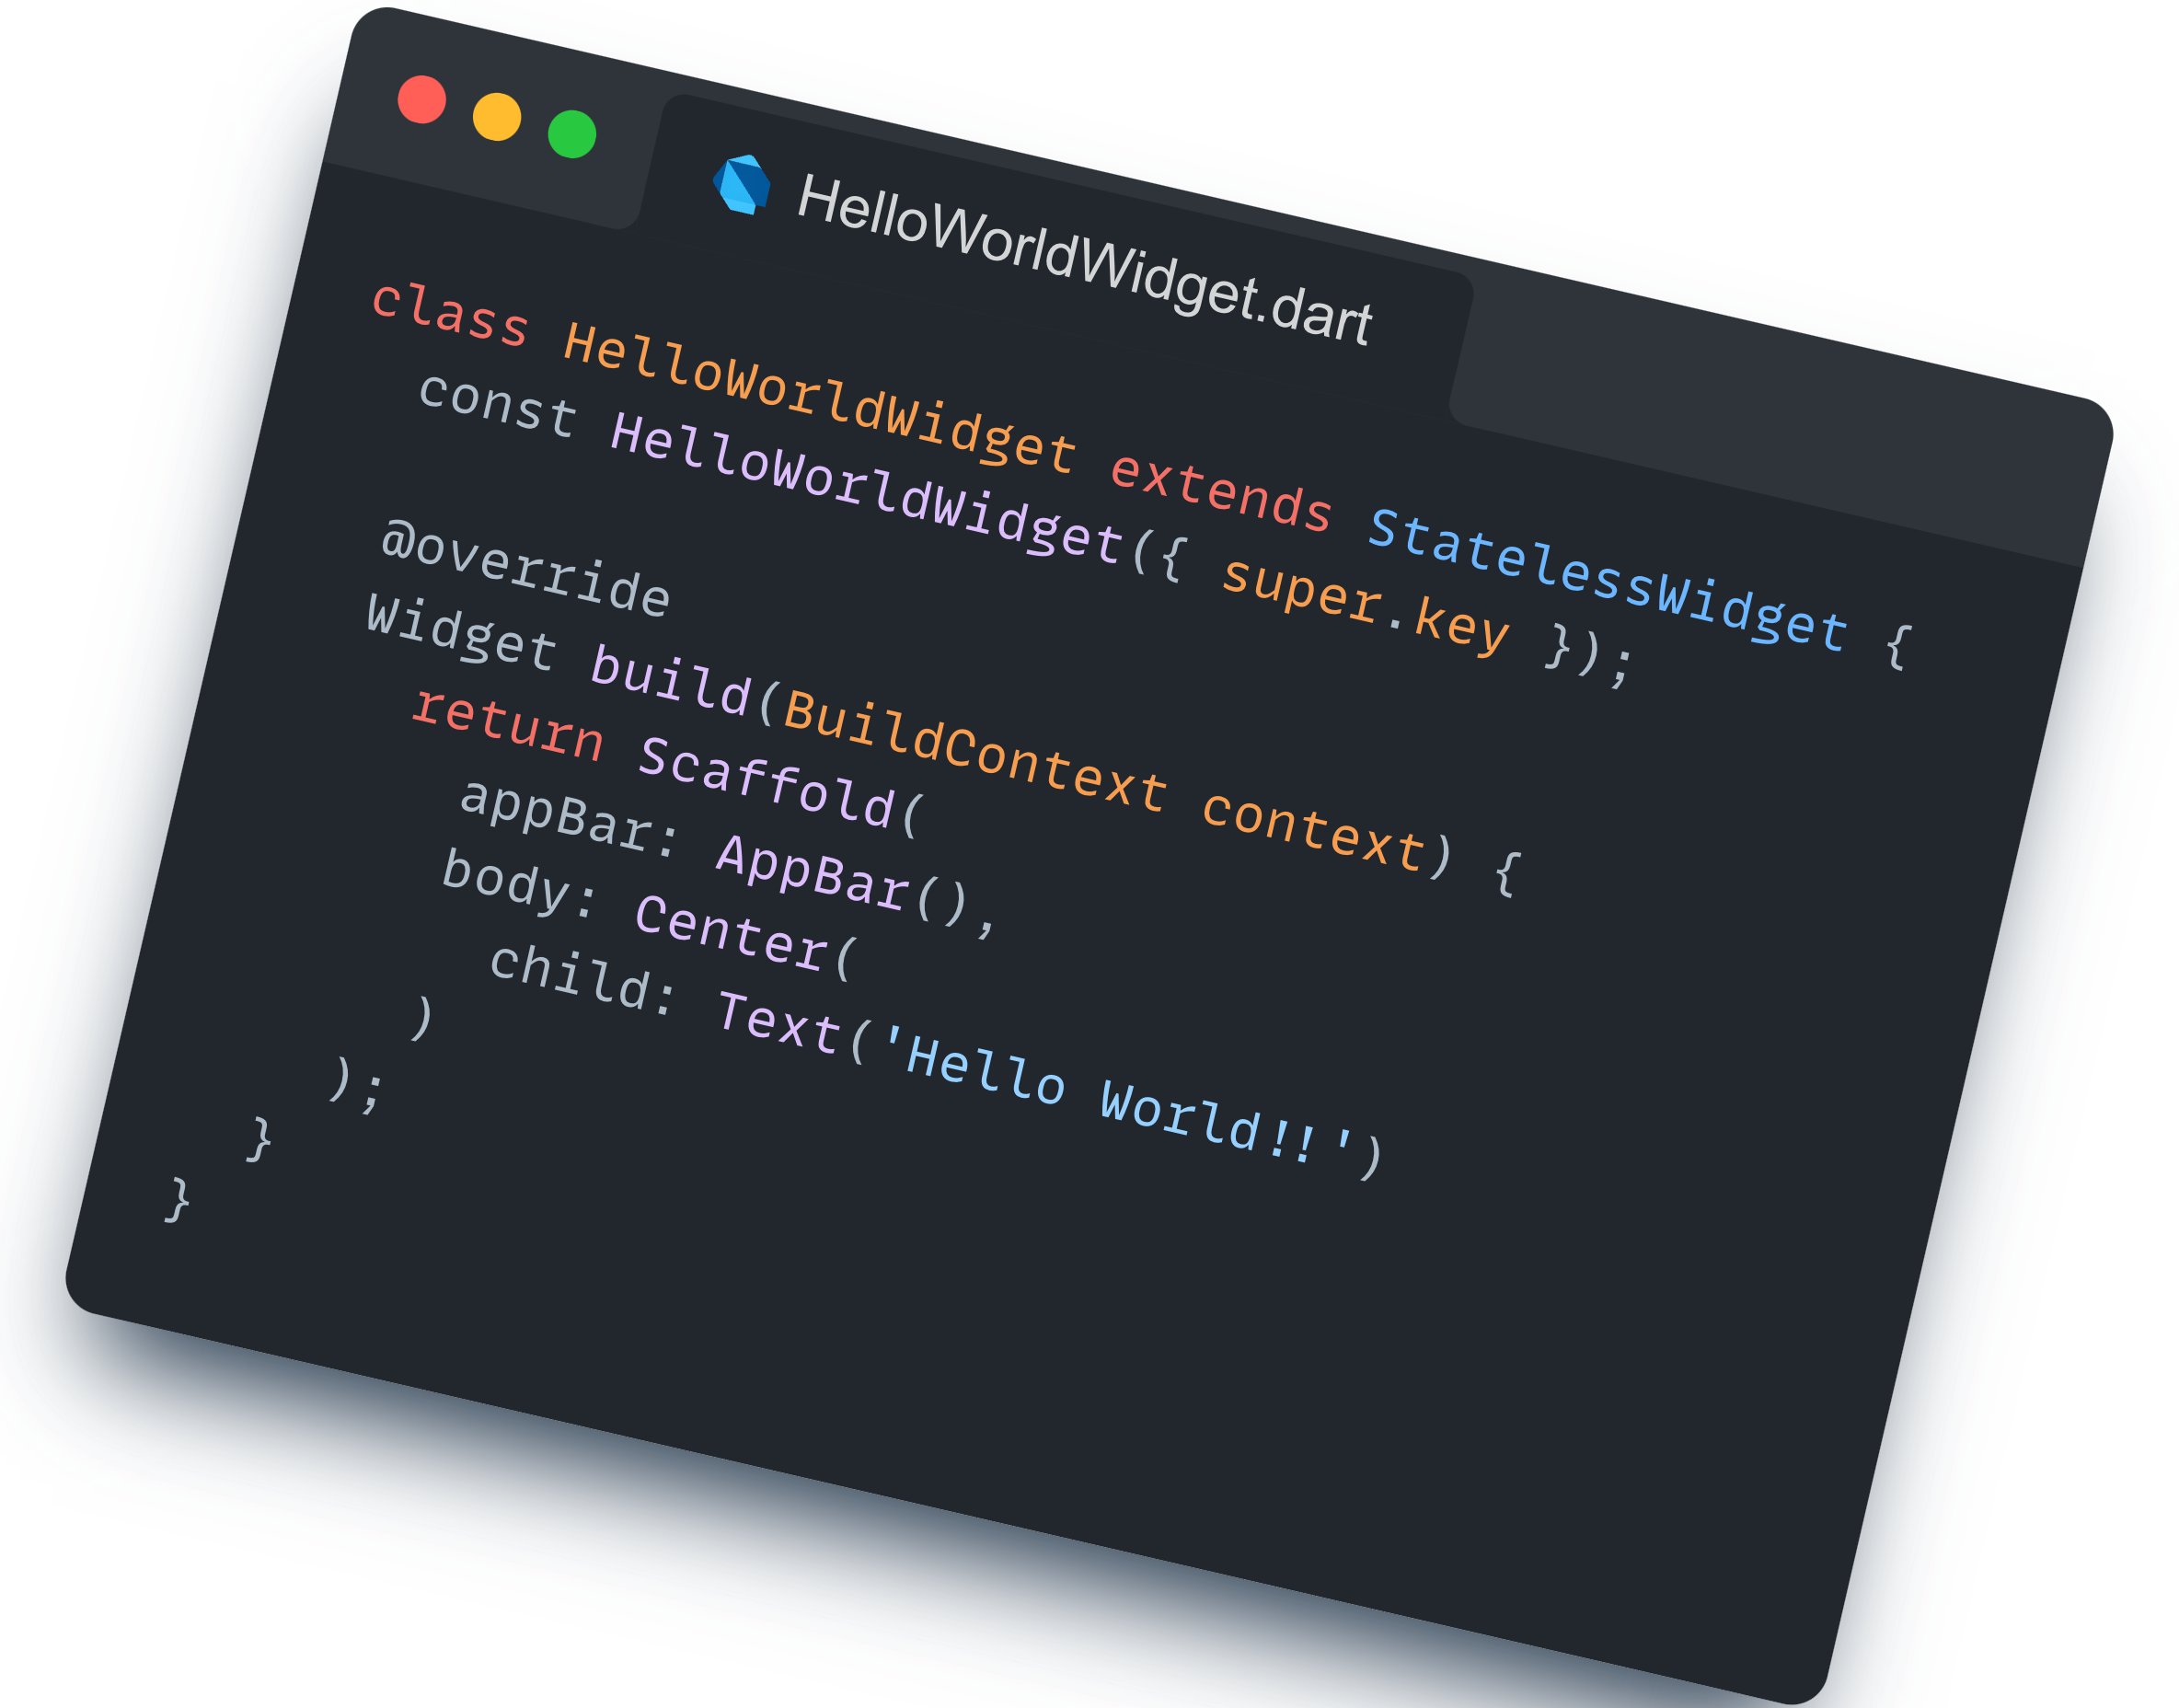 HelloWorldWidget.dart
class HelloWorldWidget extends StatelessWidget {
  const HelloWorldWidget({ super.key });

  @override
  Widget build(BuildContext context) {
    return Scaffold(
      appBar: AppBar(),
      body: Center(
        child: Text('Hello World!!')
      )
    );
  }
}